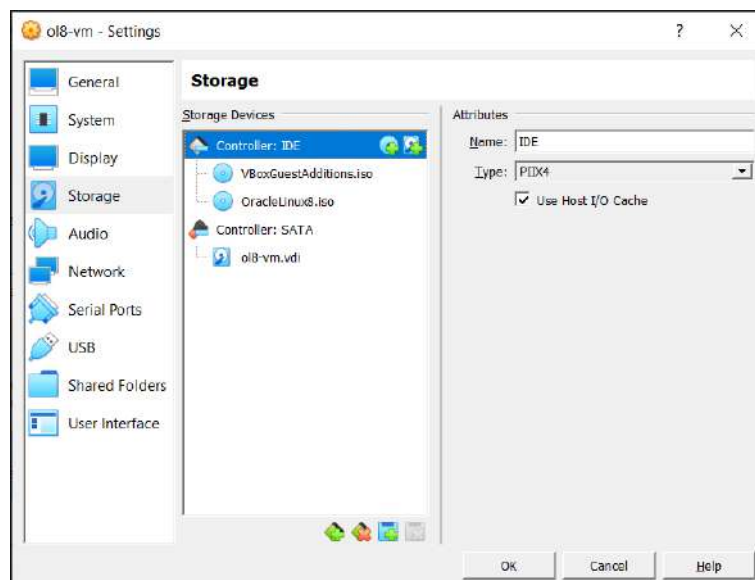 ol8-vm - Settings
?
General
System
Display
Storage
Audio
Network
Serial Ports
USB
Shared Folders
User Interface
Storage
Storage Devices
Controller: IDE
VBoxGuestAdditions.iso
OracleLinux8.iso
Controller: SATA
ol8-vm.vdi
Attributes
Name: IDE
Type: PIIX4
Use Host I/O Cache
OK Cancel Help